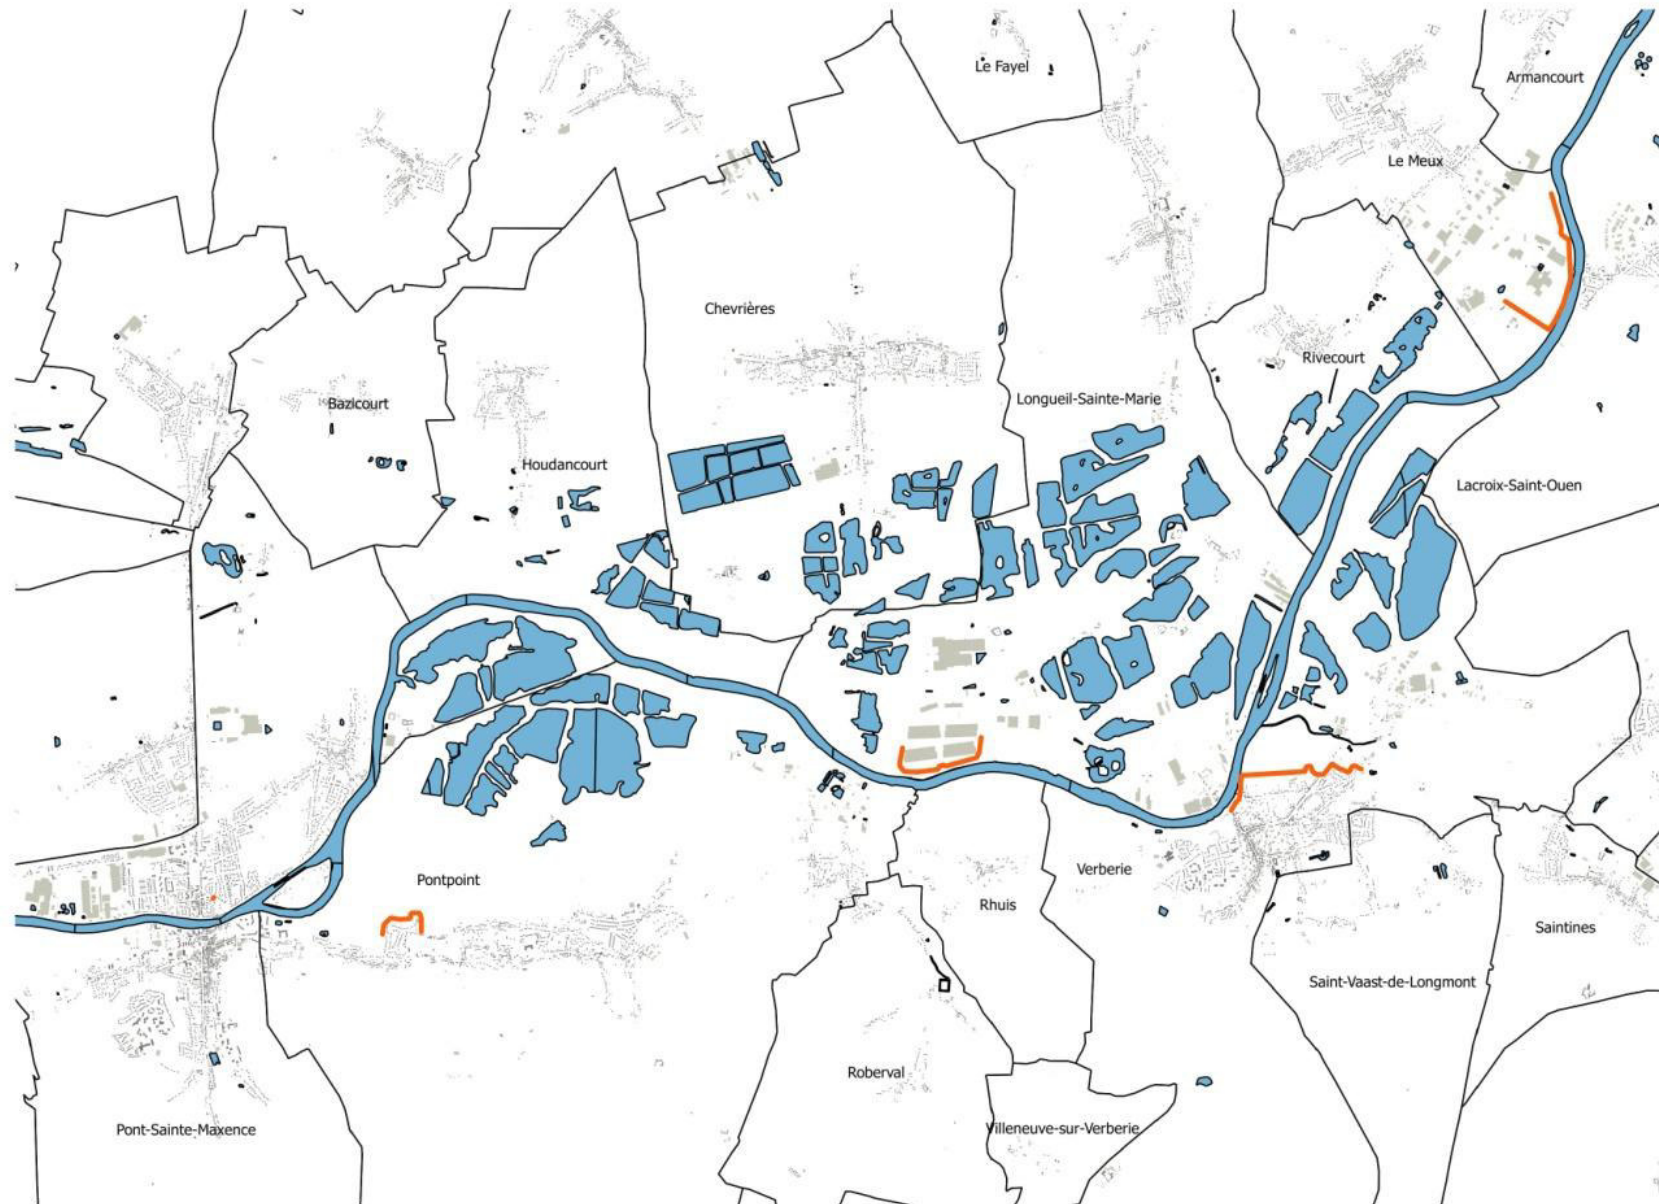 Le Fayel
Armancourt
Le Meux
Chevrières
Rivecourt
Bazicourt
Longueil-Sainte-Marie
Houdancourt
Lacroix-Saint-Ouen
Pontpoint
Verberie
Rhuis
Saintines
Saint-Vaast-de-Longmont
Roberval
Pont-Sainte-Maxence
Villeneuve-sur-Verberie